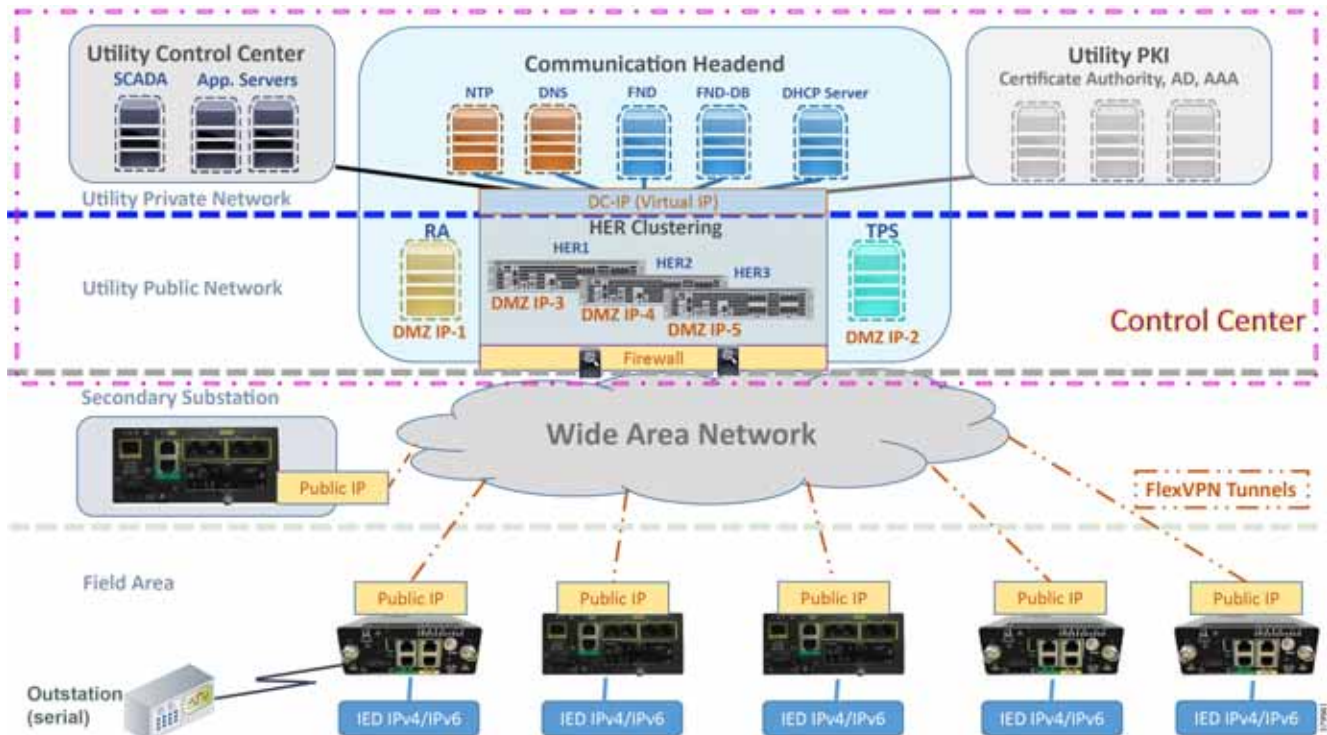 Utility Control Center
SCADA App. Servers
Communication Headend
NTP DNS FND FND-DB DHCP Server
Utility PKI
Certificate Authority, AD, AAA
Utility Private Network
DC-IP (Virtual IP)
RA
HER Clustering
TPS
HER1
HER2
HER3
Utility Public Network
DMZ IP-3
DMZ IP-4
DMZ IP-5
DMZ IP-1
DMZ IP-2
Control Center
Firewall
Secondary Substation
Wide Area Network
Public IP
FlexVPN Tunnels
Field Area
Public IP Public IP Public IP Public IP Public IP
Outstation
(serial)
IED IPv4/IPv6 IED IPv4/IPv6 IED IPv4/IPv6 IED IPv4/IPv6 IED IPv4/IPv6